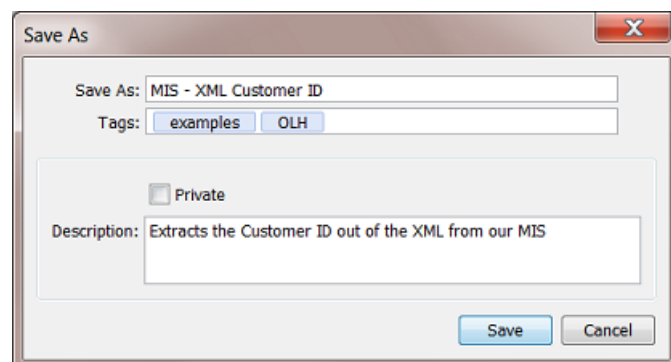 Save As
Save As: MIS - XML Customer ID
Tags: examples OLH
Private
Description: Extracts the Customer ID out of the XML from our MIS
Save Cancel